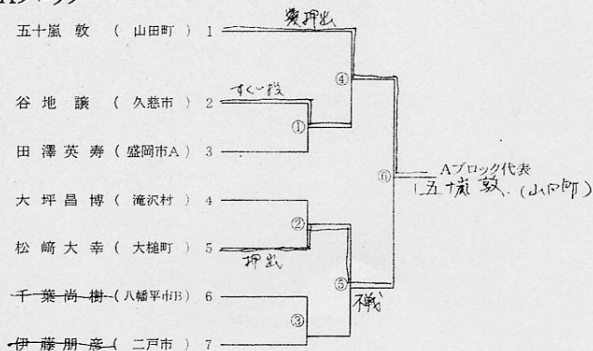 Aブロック
五十嵐 敦 ( 山田町 ) 1
突押出
④
谷地 譲 ( 久慈市 ) 2
すくい投
①
田澤英寿 ( 盛岡市A ) 3
⑥
Aブロック代表
五十嵐 敦 (山田町)
大坪昌博 ( 滝沢村 ) 4
②
松﨑大幸 ( 大槌町 ) 5
押出
⑤
不戦
千葉尚樹 ( 八幡平市B ) 6
③
伊藤朋彦 ( 二戸市 ) 7